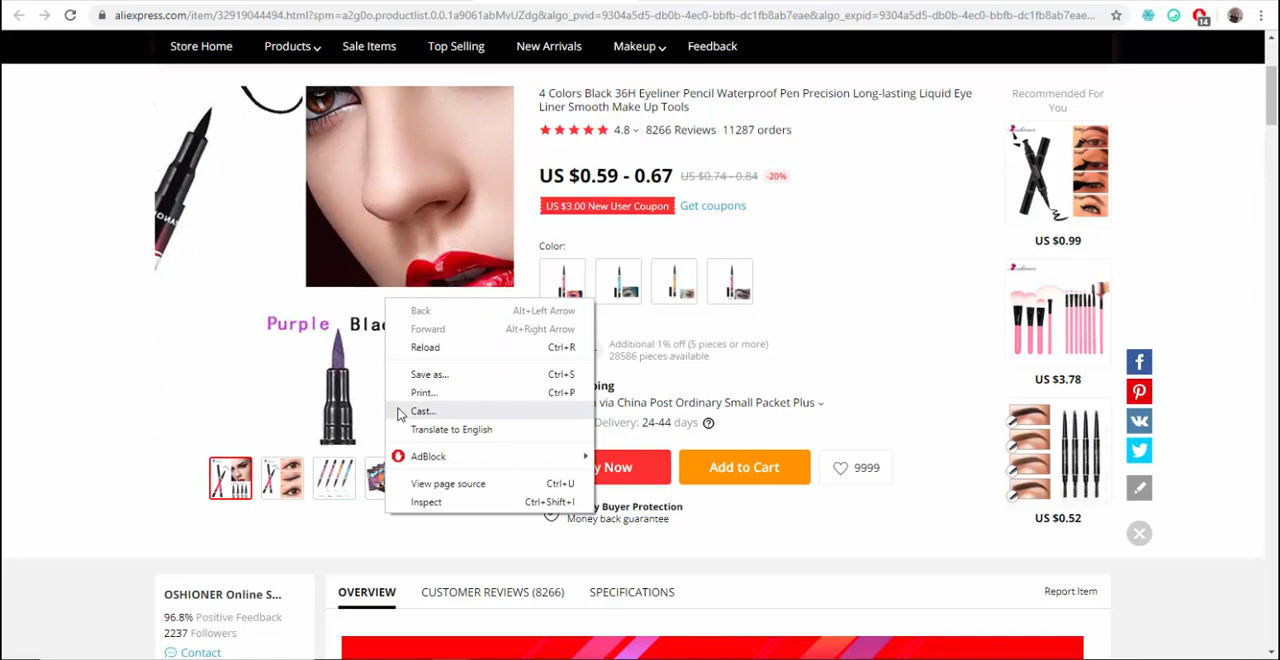 aliexpress.com/item/32919044494.html?spm=a2g0o.productlist.0.0.1a9061abMvUZdg&algo_pvid=9304a5d5-db0b-4ec0-bbfb-dc1fb8ab7eae&algo_expid=9304a5d5-db0b-4ec0-bbfb-dc1fb8ab7eae...
14
Store Home Products Sale Items Top Selling New Arrivals Makeup Feedback
4 Colors Black 36H Eyeliner Pencil Waterproof Pen Precision Long-lasting Liquid Eye
Liner Smooth Make Up Tools
4.8 8266 Reviews 11287 orders
US $0.59 - 0.67 US $0.74 - 0.84 -20%
US $3.00 New User Coupon Get coupons
Color:
Purple
Back Alt+Left Arrow
Forward Alt+Right Arrow
Reload Ctrl+R
Save as... Ctrl+S
Print... Ctrl+P
Cast...
Translate to English
AdBlock
View page source Ctrl+U
Inspect Ctrl+Shift+I
Additional 1% off (5 pieces or more)
28586 pieces available
via China Post Ordinary Small Packet Plus
Delivery: 24-44 days
Now
Add to Cart
9999
Buyer Protection
Money back guarantee
Recommended For
You
US $0.99
US $3.78
US $0.52
OSHIONER Online S...
96.8% Positive Feedback
2237 Followers
Contact
OVERVIEW CUSTOMER REVIEWS (8266) SPECIFICATIONS
Report Item